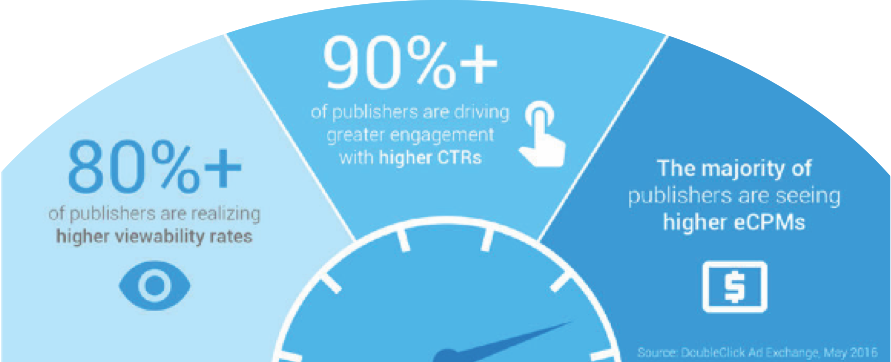 80%+
of publishers are realizing
higher viewability rates
90%+
of publishers are driving
greater engagement
with higher CTRs
The majority of
publishers are seeing
higher eCPMs
$
Source: DoubleClick Ad Exchange, May 2016